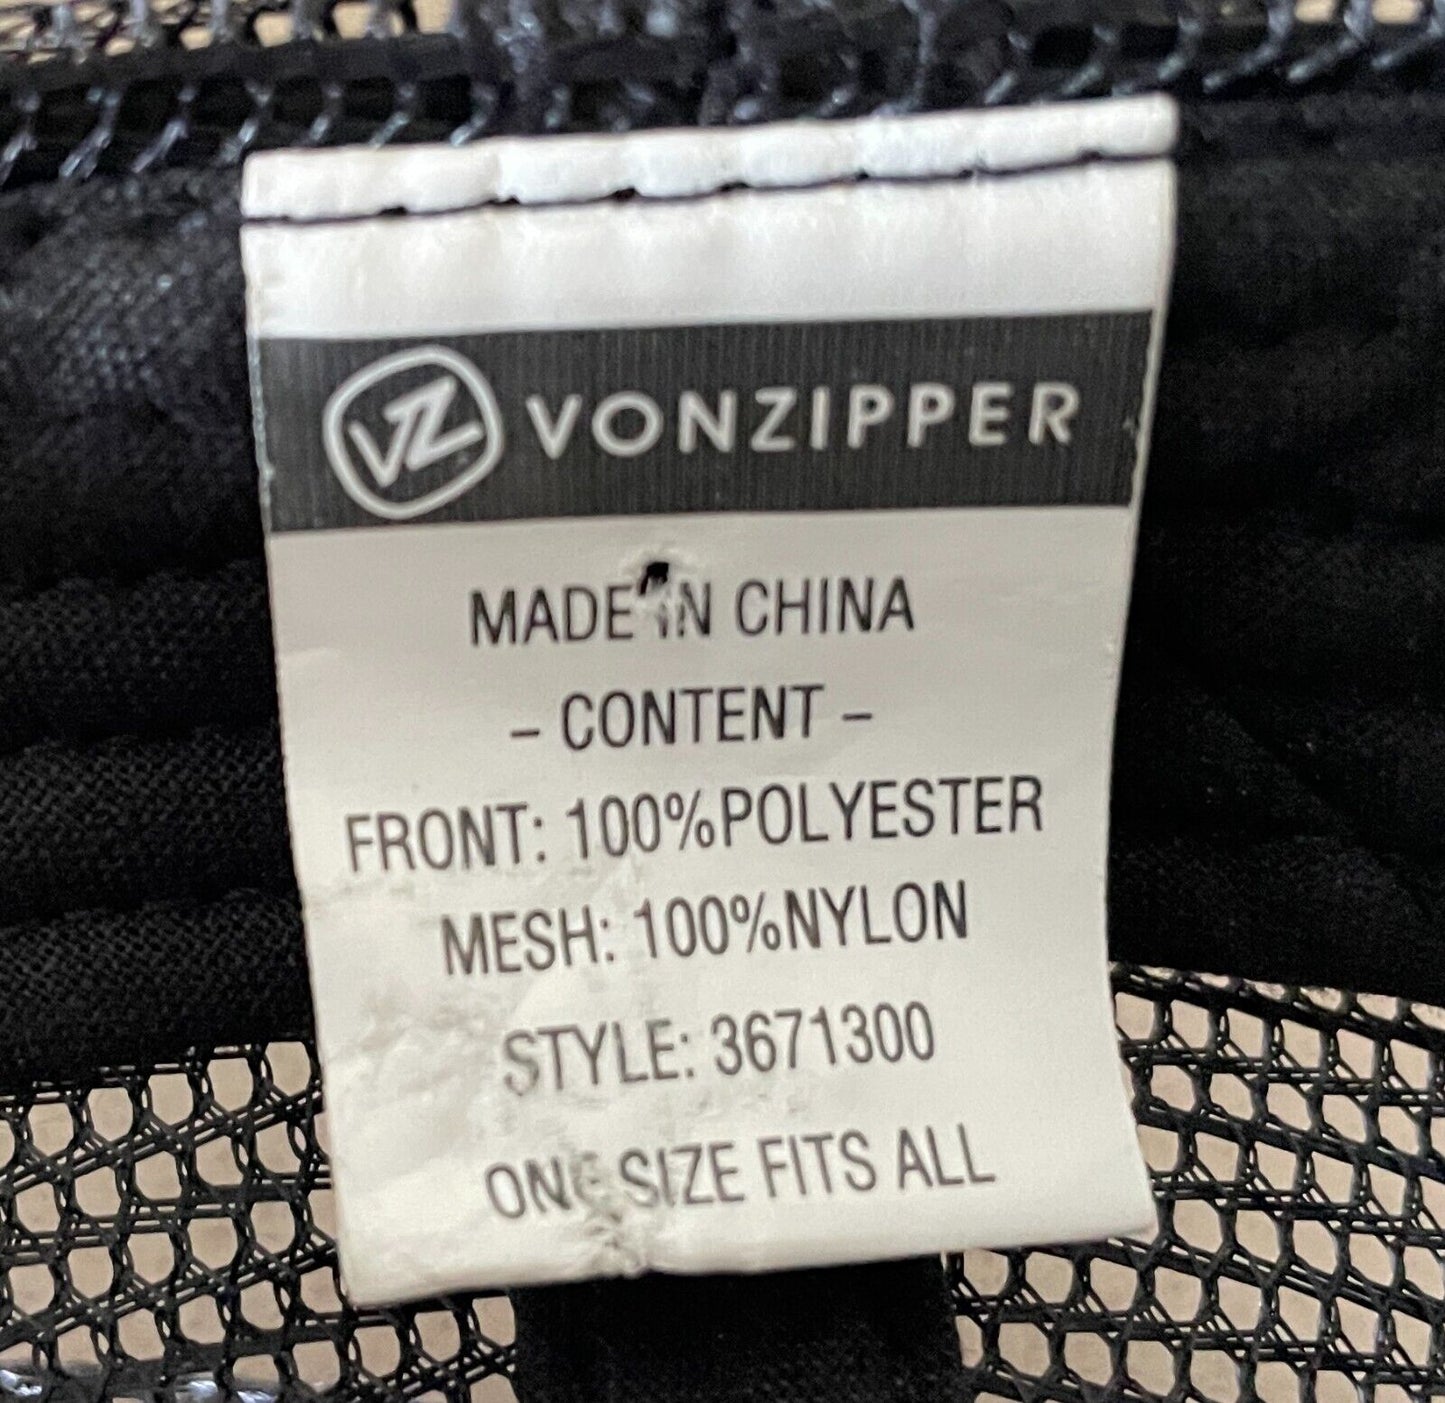 VZ VONZIPPER
MADE IN CHINA
- CONTENT -
FRONT: 100%POLYESTER
MESH: 100%NYLON
STYLE: 3671300
ONE SIZE FITS ALL